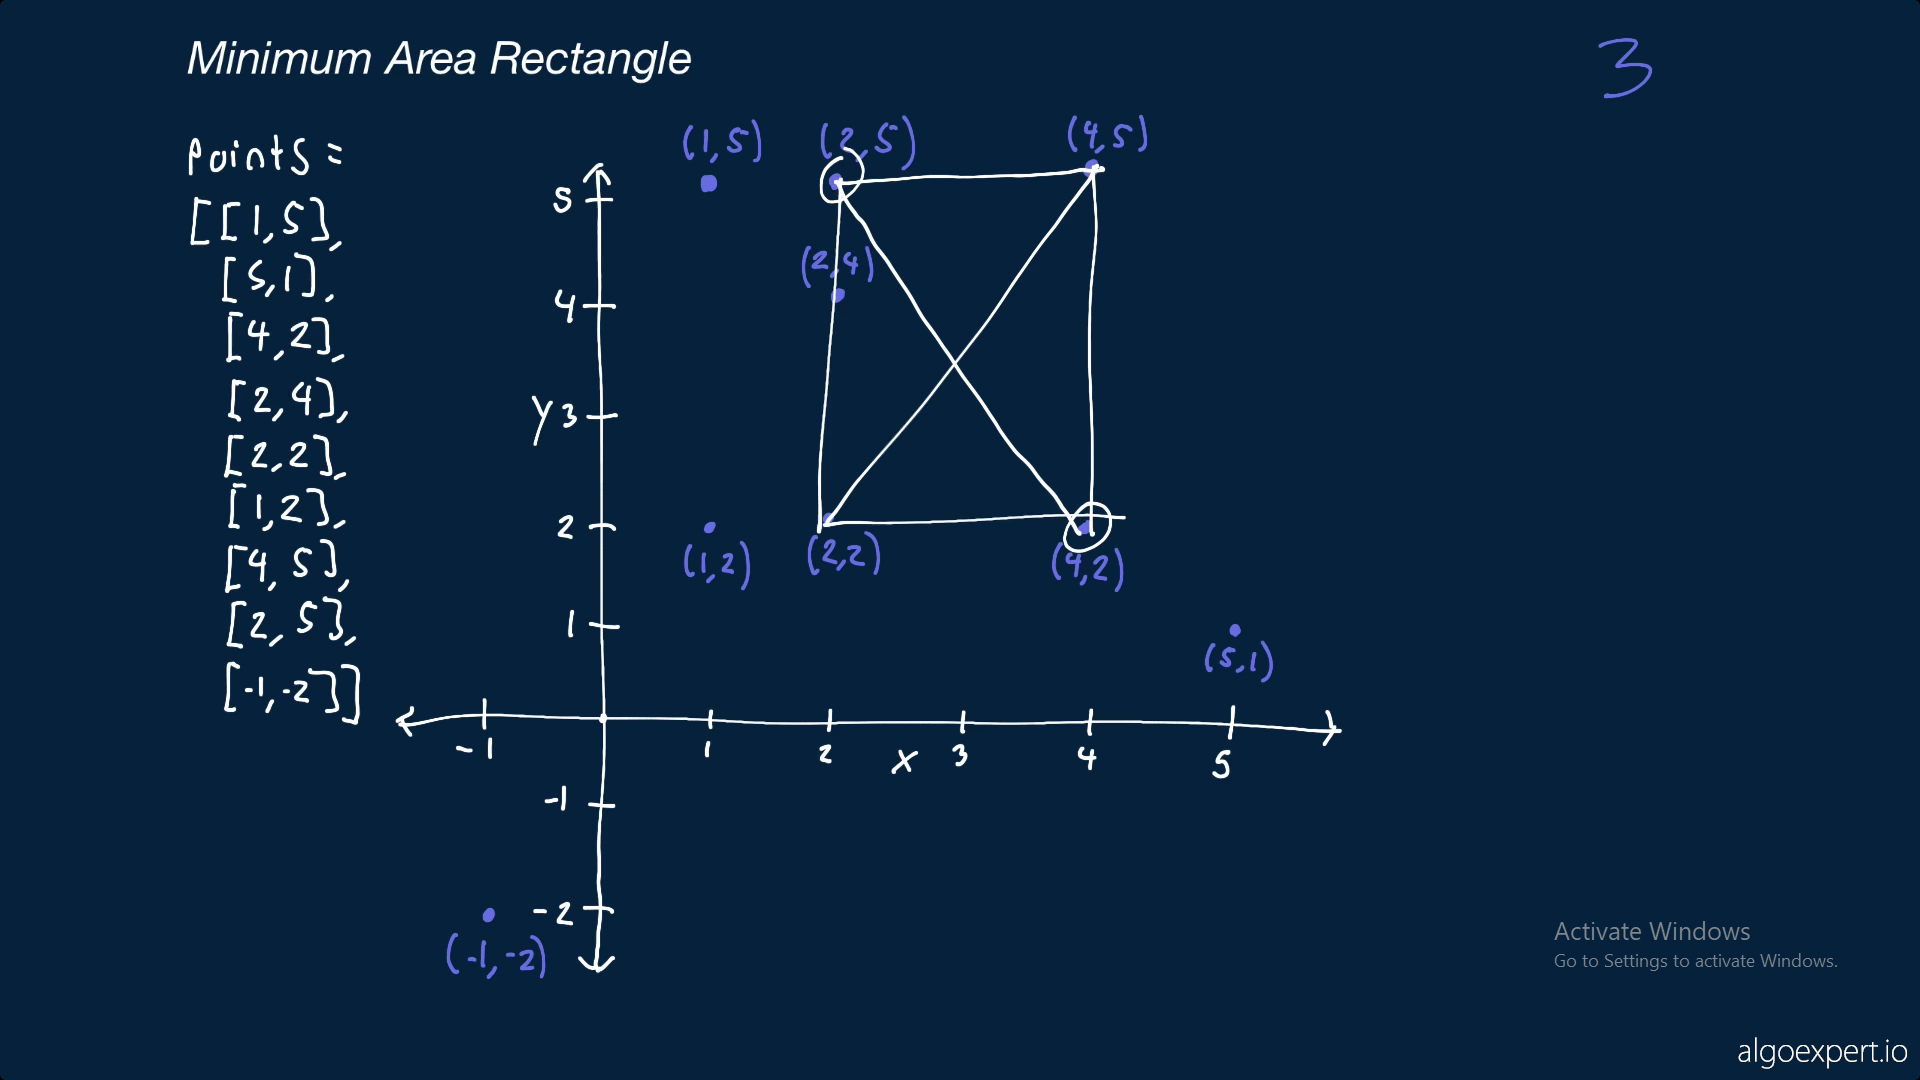 Minimum Area Rectangle
3
points =
[[1,5],
[5,1],
[4,2],
[2,4],
[2,2],
[1,2],
[4,5],
[2,5],
[-1,-2]]
(1,5) (2,5) (4,5)
5
(2,4)
4
y 3
2
(1,2) (2,2) (4,2)
1
(5,1)
-1 1 2 x 3 4 5
-1
-2
(-1,-2)
Activate Windows
Go to Settings to activate Windows.
algoexpert.io